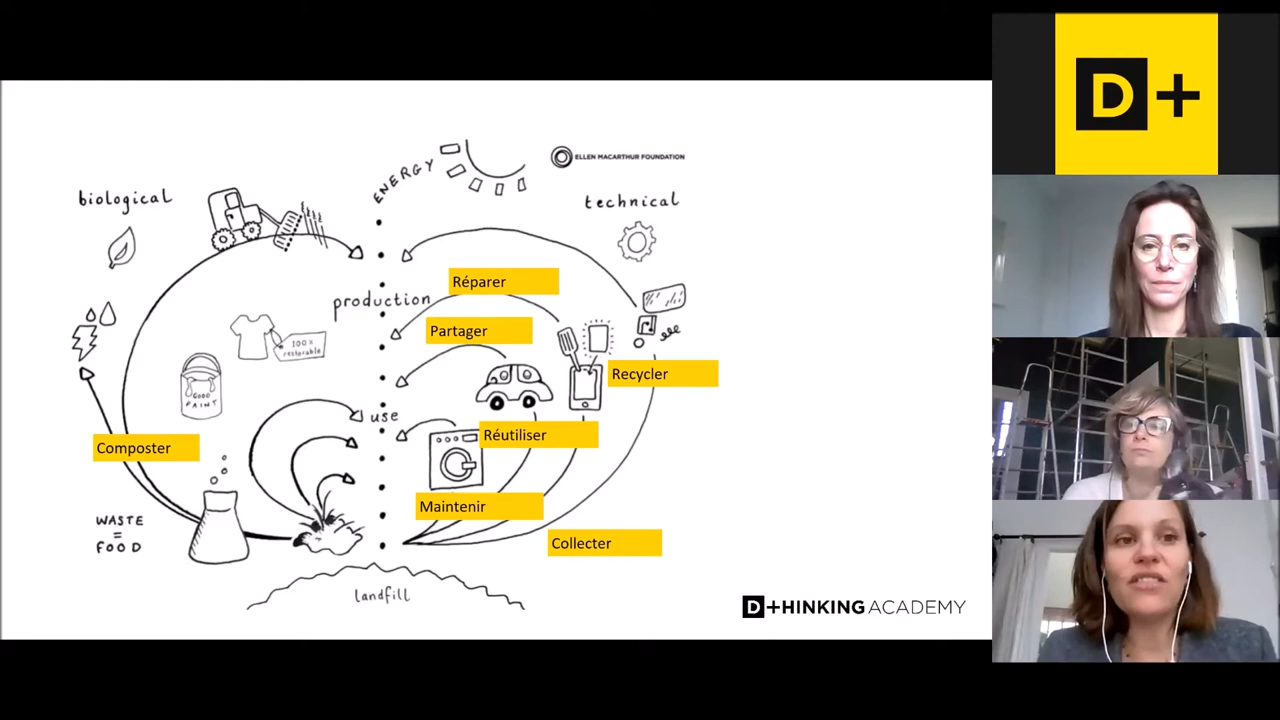 D+
ENERGY
ELLEN MACARTHUR FOUNDATION
biological
technical
Réparer
production
Partager
100%
restorable
Recycler
GOOD
PAINT
use
Réutiliser
Composter
Maintenir
WASTE
=
FOOD
Collecter
landfill
D+HINKING ACADEMY